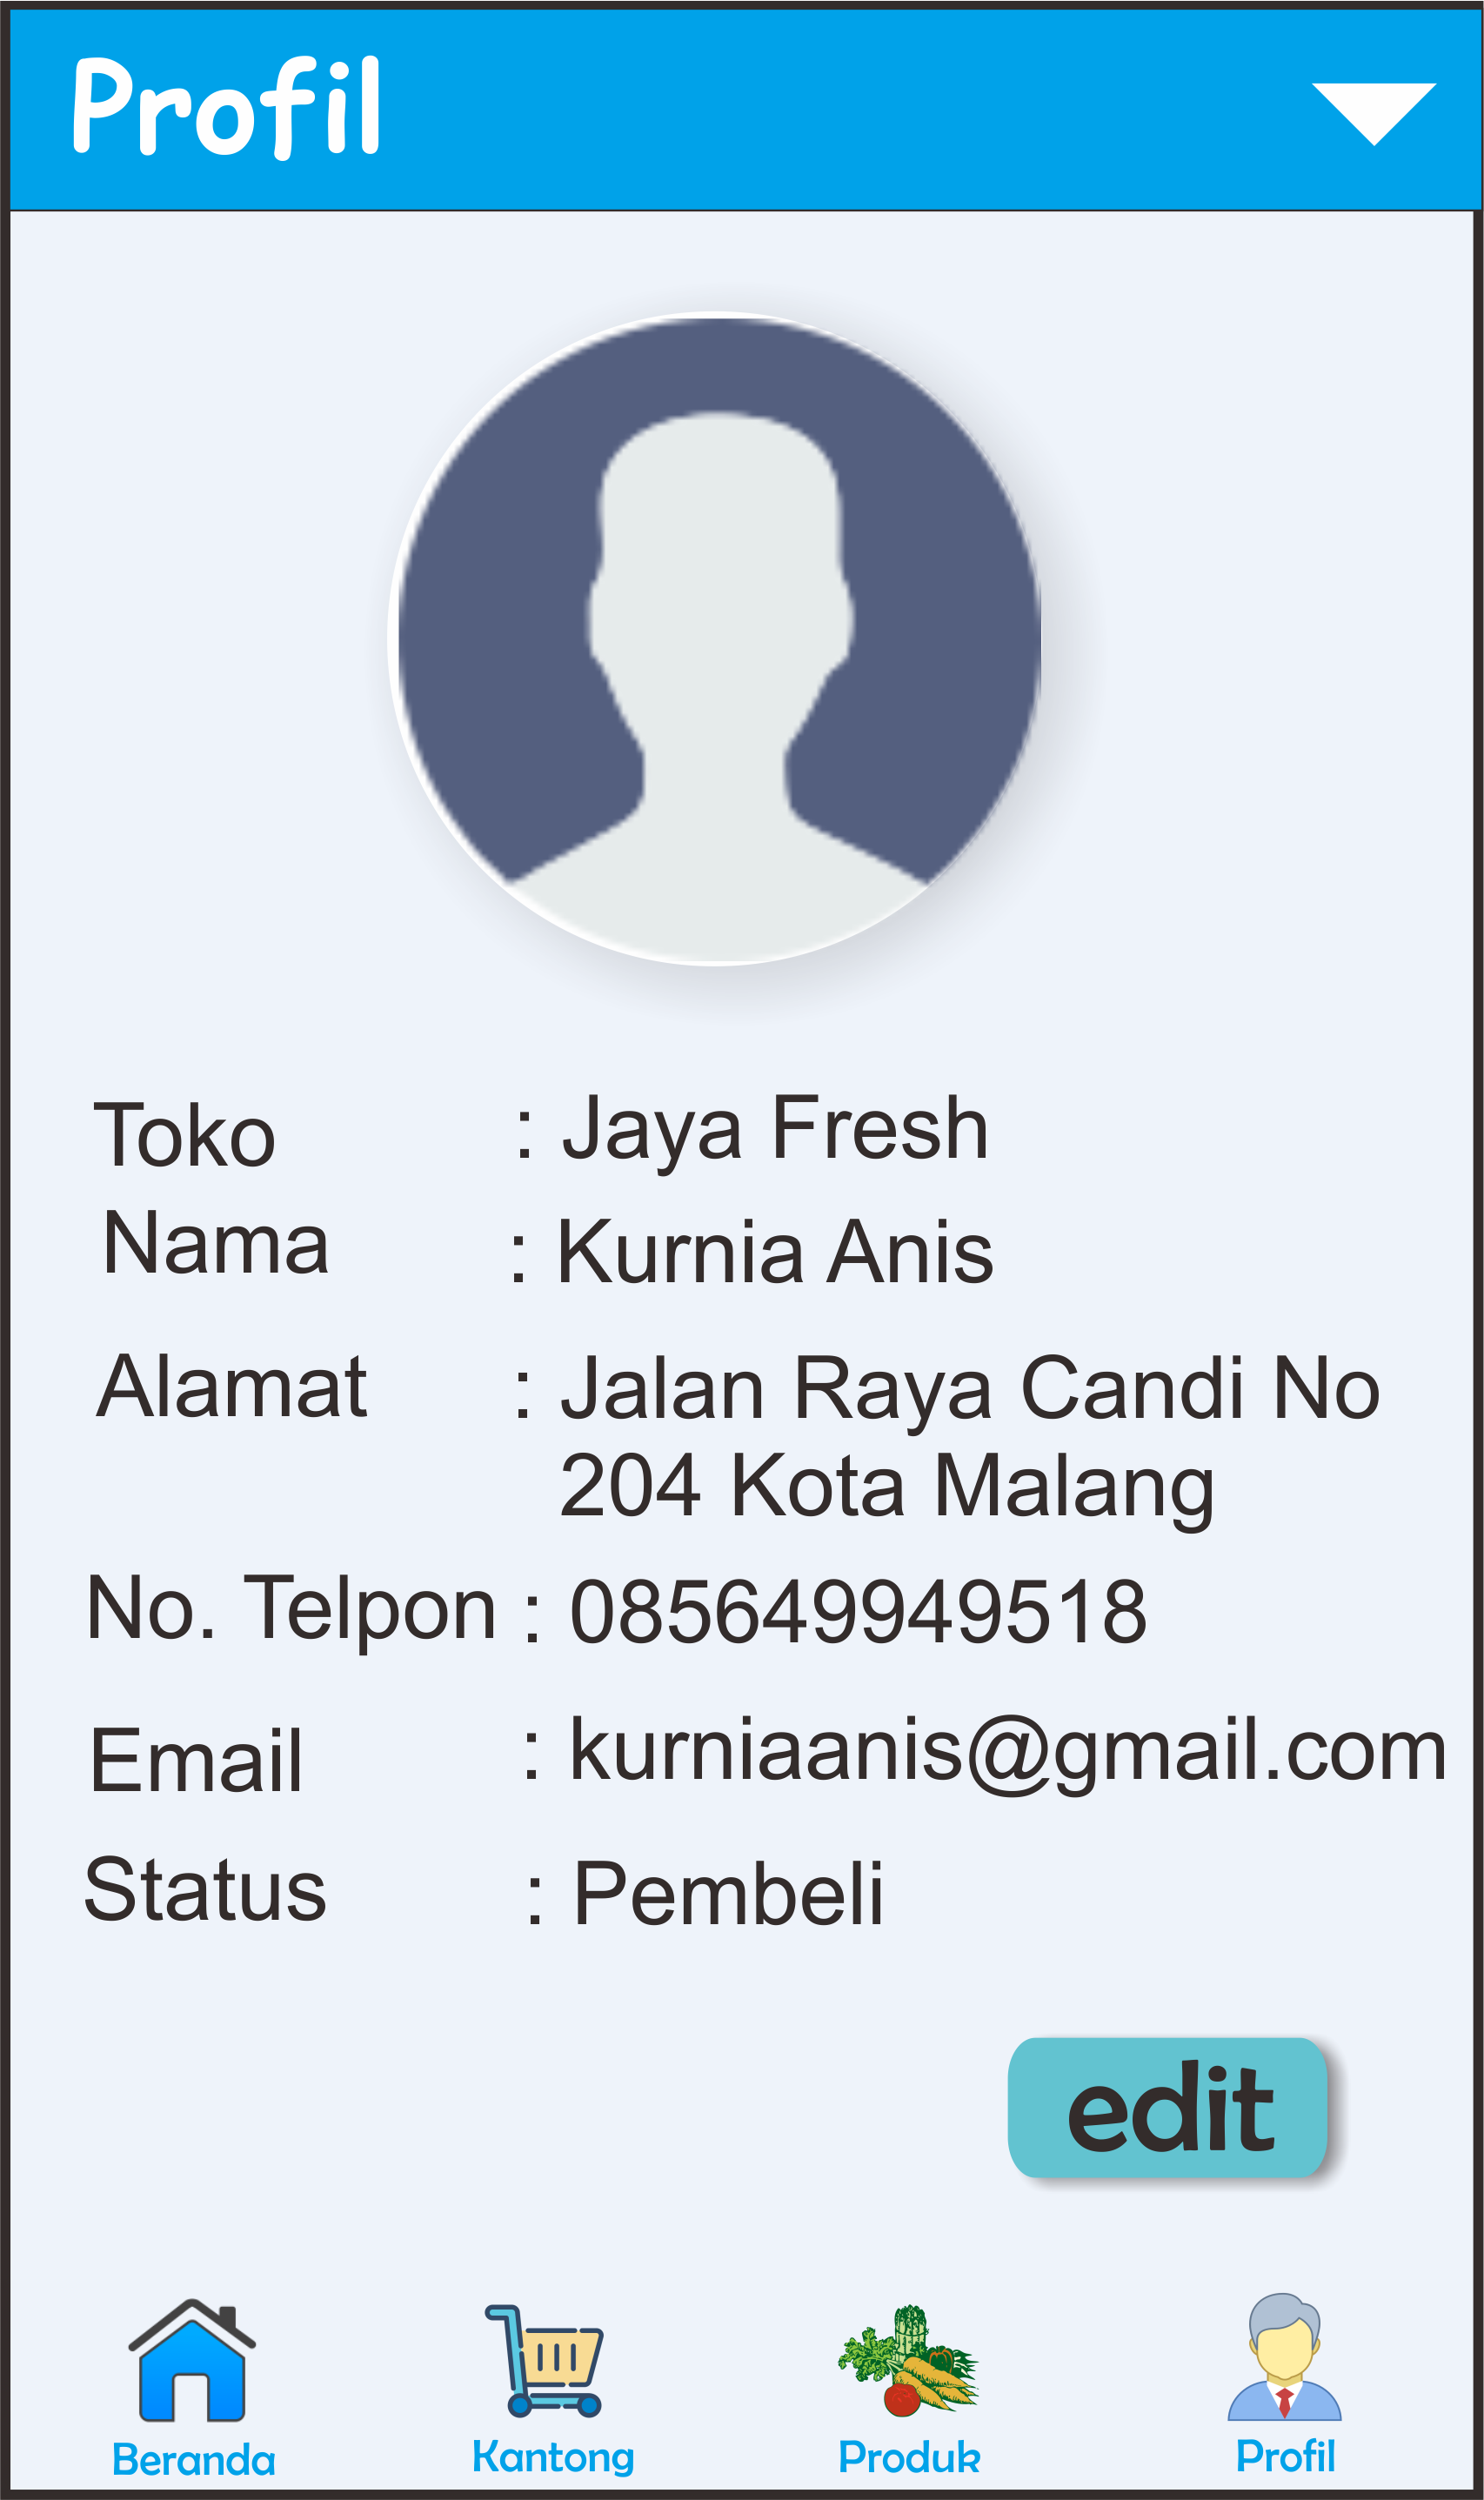 Profil
Toko : Jaya Fresh
Nama : Kurnia Anis
Alamat : Jalan Raya Candi No
204 Kota Malang
No. Telpon : 085649949518
Email : kurniaanis@gmail.com
Status : Pembeli
edit
Beranda Kantong Produk Profil